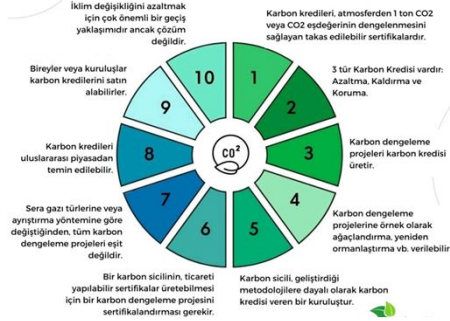 Karbon kredileri, atmosferden 1 ton CO2
veya CO2 eşdeğerinin dengelenmesini
sağlayan takas edilebilir sertifikalardır.
3 tür Karbon Kredisi vardır:
Azaltma, Kaldırma ve
Koruma.
Karbon dengeleme
projeleri karbon kredisi
üretir.
Karbon dengeleme
projelerine örnek olarak
ağaçlandırma, yeniden
ormanlaştırma vb. verilebilir
Karbon sicili, geliştirdiği
metodolojilere dayalı olarak karbon
kredisi veren bir kuruluştur.
Bir karbon sicilinin, ticareti
yapılabilir sertifikalar üretebilmesi
için bir karbon dengeleme projesini
sertifikalandırması gerekir.
Sera gazı türlerine veya
ayrıştırma yöntemine göre
değiştiğinden, tüm karbon
dengeleme projeleri eşit
değildir.
Karbon kredileri
uluslararası piyasadan
temin edilebilir.
Bireyler veya kuruluşlar
karbon kredilerini satın
alabilirler.
İklim değişikliğini azaltmak
için çok önemli bir geçiş
yaklaşımıdır ancak çözüm
değildir.
1
2
3
4
5
6
7
8
9
10
CO²